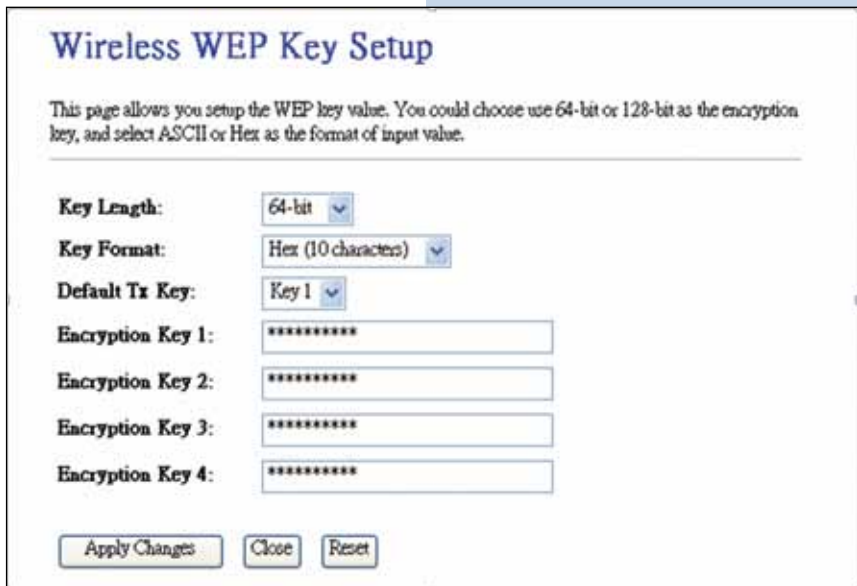 Wireless WEP Key Setup
This page allows you setup the WEP key value. You could choose use 64-bit or 128-bit as the encryption
key, and select ASCII or Hex as the format of input value.
Key Length: 64-bit
Key Format: Hex (10 characters)
Default Tx Key: Key 1
Encryption Key 1: **********
Encryption Key 2: **********
Encryption Key 3: **********
Encryption Key 4: **********
Apply Changes Close Reset